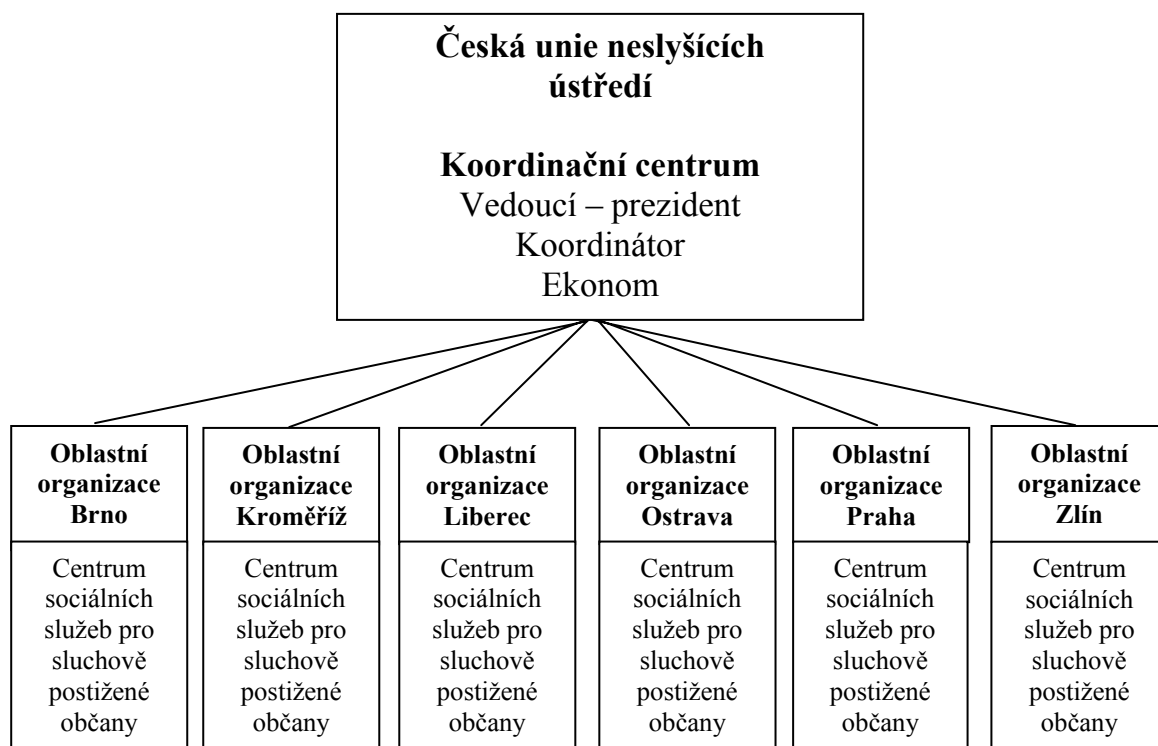 Česká unie neslyšících
ústředí
Koordinační centrum
Vedoucí – prezident
Koordinátor
Ekonom
Oblastní
organizace
Brno
Centrum
sociálních
služeb pro
sluchově
postižené
občany
Oblastní
organizace
Kroměříž
Centrum
sociálních
služeb pro
sluchově
postižené
občany
Oblastní
organizace
Liberec
Centrum
sociálních
služeb pro
sluchově
postižené
občany
Oblastní
organizace
Ostrava
Centrum
sociálních
služeb pro
sluchově
postižené
občany
Oblastní
organizace
Praha
Centrum
sociálních
služeb pro
sluchově
postižené
občany
Oblastní
organizace
Zlín
Centrum
sociálních
služeb pro
sluchově
postižené
občany